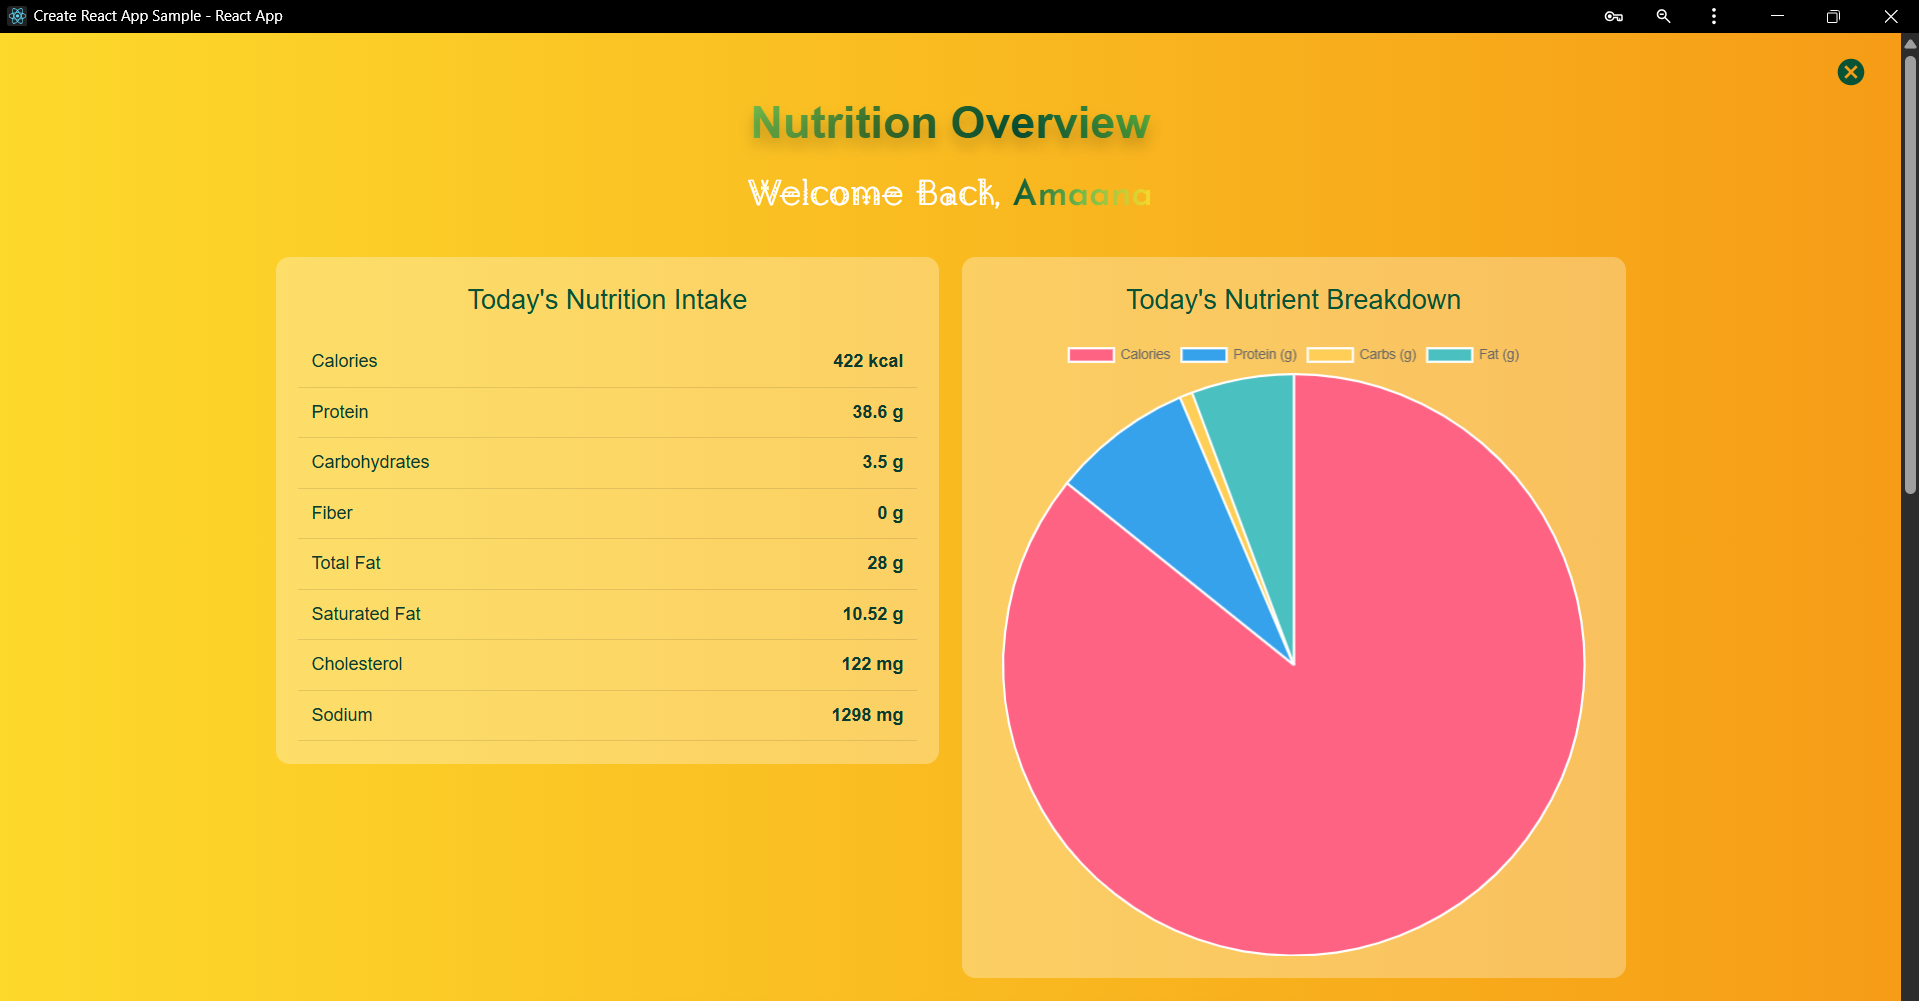 Create React App Sample - React App
Nutrition Overview
Welcome Back, Amaana
Today's Nutrition Intake
Calories 422 kcal
Protein 38.6 g
Carbohydrates 3.5 g
Fiber 0 g
Total Fat 28 g
Saturated Fat 10.52 g
Cholesterol 122 mg
Sodium 1298 mg
Today's Nutrient Breakdown
Calories Protein (g) Carbs (g) Fat (g)